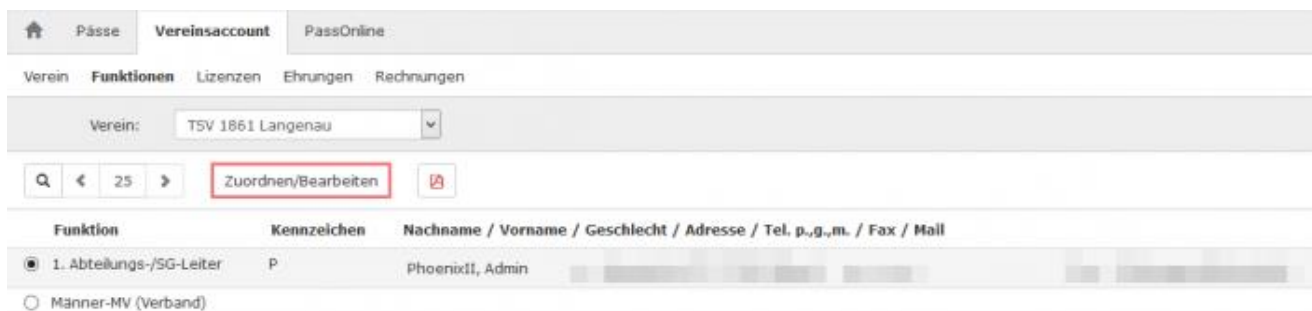 Pässe Vereinsaccount PassOnline
Verein Funktionen Lizenzen Ehrungen Rechnungen
Verein: TSV 1861 Langenau
25 Zuordnen/Bearbeiten
Funktion Kennzeichen Nachname / Vorname / Geschlecht / Adresse / Tel. p.,g.,m. / Fax / Mail
1. Abteilungs-/SG-Leiter P PhoenixII, Admin
Männer-MV (Verband)